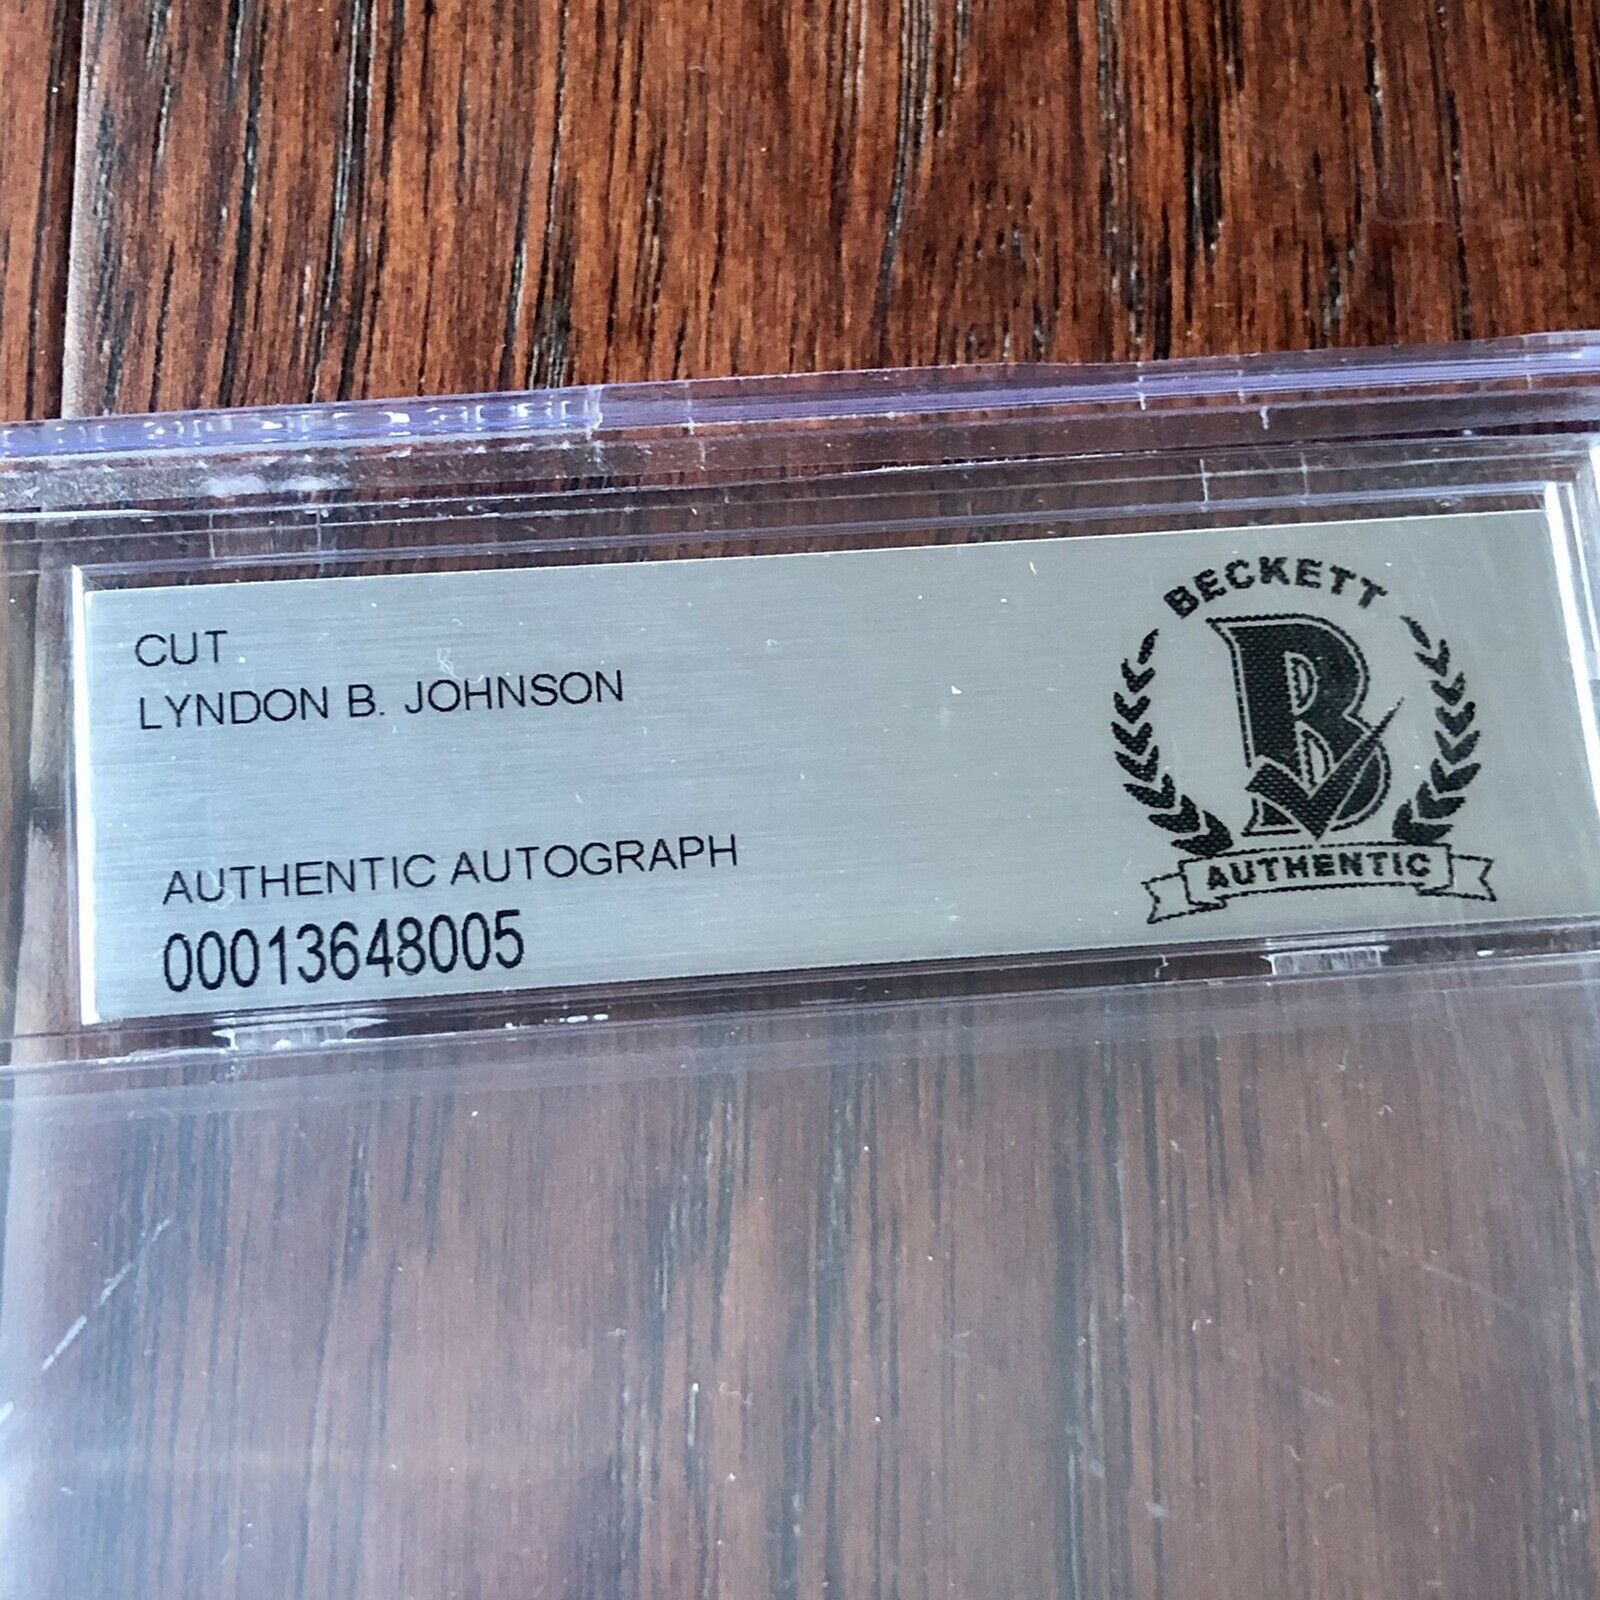 CUT
LYNDON B. JOHNSON
AUTHENTIC AUTOGRAPH
00013648005
BECKETT
B
AUTHENTIC